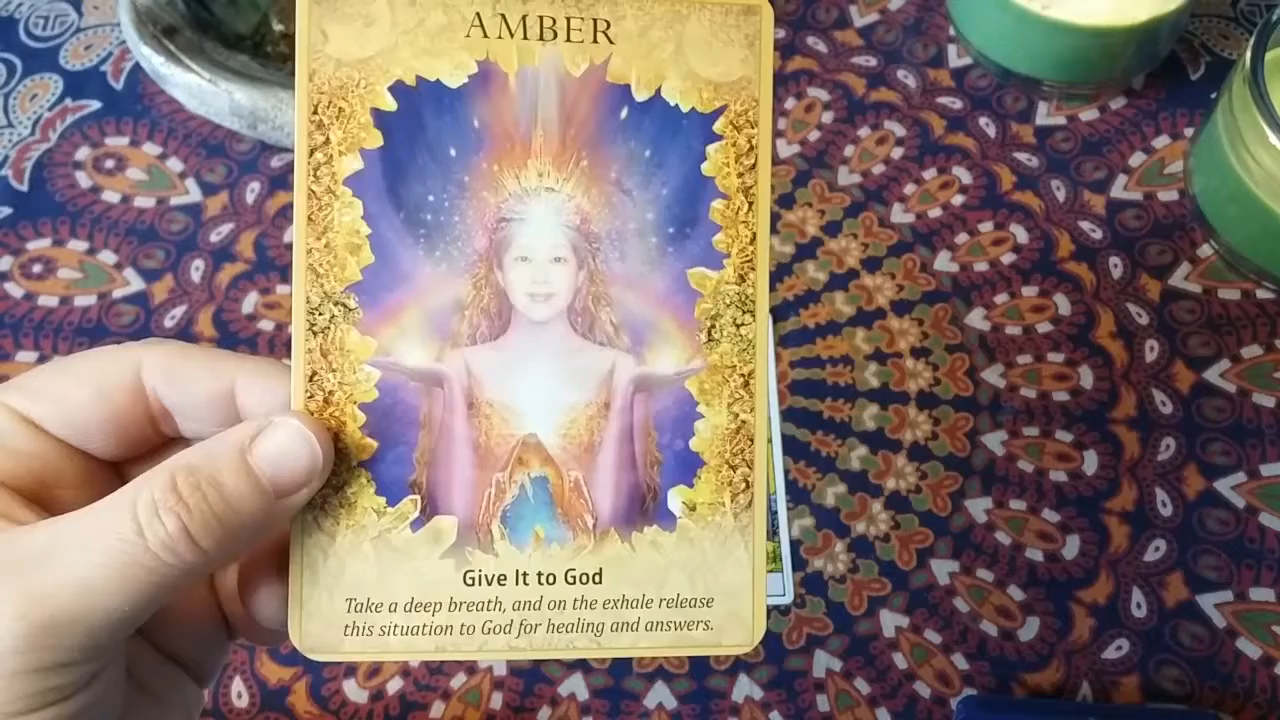 AMBER
Give It to God
Take a deep breath, and on the exhale release
this situation to God for healing and answers.